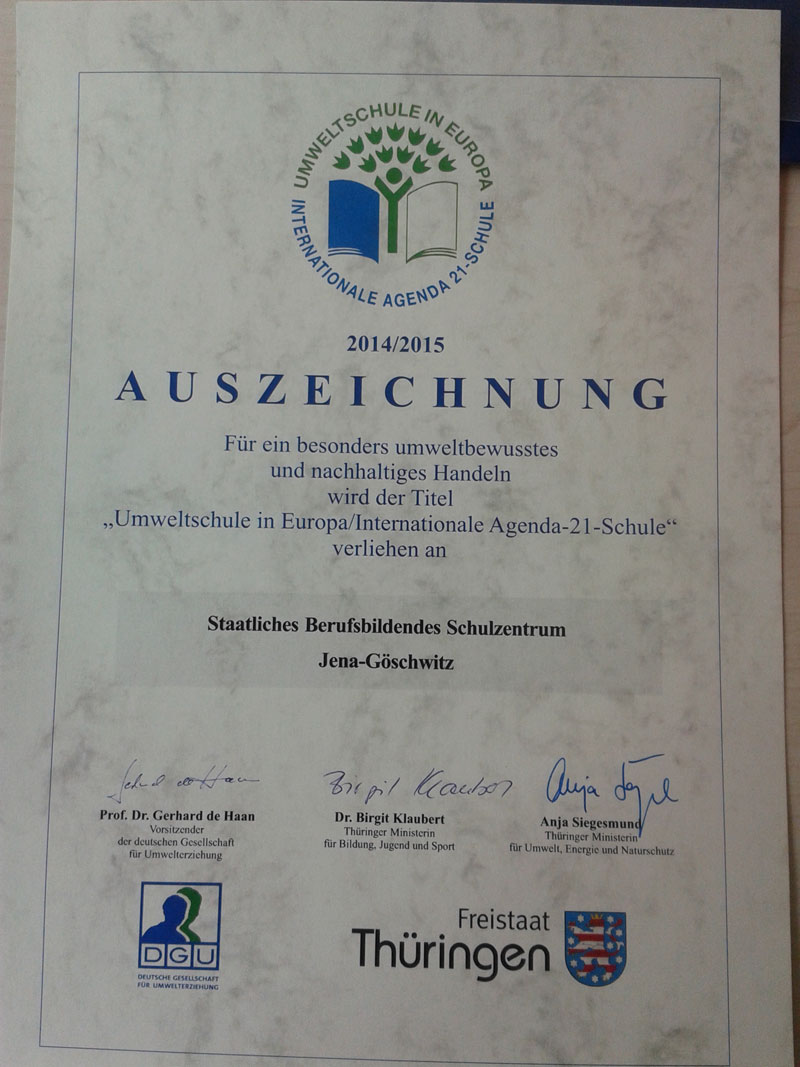 UMWELTSCHULE IN EUROPA
INTERNATIONALE AGENDA 21-SCHULE
2014/2015
AUSZEICHNUNG
Für ein besonders umweltbewusstes
und nachhaltiges Handeln
wird der Titel
„Umweltschule in Europa/Internationale Agenda-21-Schule“
verliehen an
Staatliches Berufsbildendes Schulzentrum
Jena-Göschwitz
Prof. Dr. Gerhard de Haan
Vorsitzender
der deutschen Gesellschaft
für Umwelterziehung
Birgit Klaubert
Dr. Birgit Klaubert
Thüringer Ministerin
für Bildung, Jugend und Sport
Anja Siegesmund
Thüringer Ministerin
für Umwelt, Energie und Naturschutz
DGU
DEUTSCHE GESELLSCHAFT
FÜR UMWELTERZIEHUNG
Freistaat
Thüringen